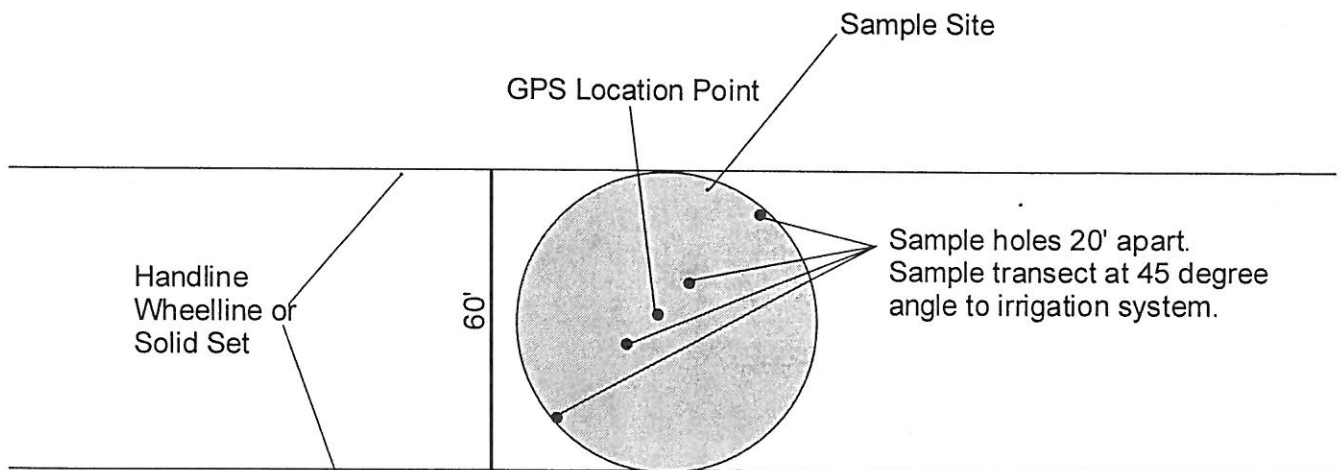 Sample Site
GPS Location Point
Handline
Wheelline or
Solid Set
60'
Sample holes 20' apart.
Sample transect at 45 degree
angle to irrigation system.